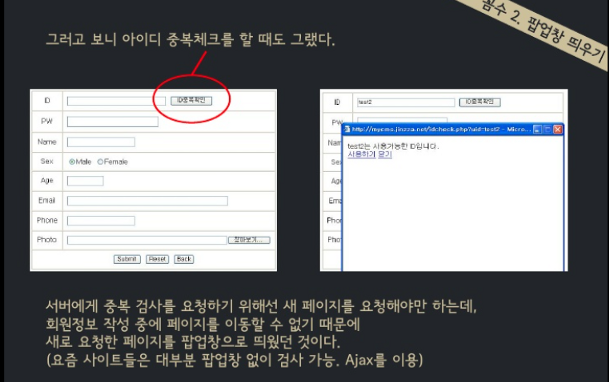 꼼수 2. 팝업창 띄우기
그러고 보니 아이디 중복체크를 할 때도 그랬다.
ID
ID중복확인
PW
Name
Sex
Male Female
Age
Email
Phone
Photo
찾아보기...
Submit Reset Back
ID
test2
ID중복확인
PW
http://mycms.jinzza.net/idcheck.php?uid=test2 - Micro...
test2는 사용가능한 ID입니다.
사용하기 닫기
서버에게 중복 검사를 요청하기 위해선 새 페이지를 요청해야만 하는데,
회원정보 작성 중에 페이지를 이동할 수 없기 때문에
새로 요청한 페이지를 팝업창으로 띄웠던 것이다.
(요즘 사이트들은 대부분 팝업창 없이 검사 가능. Ajax를 이용)